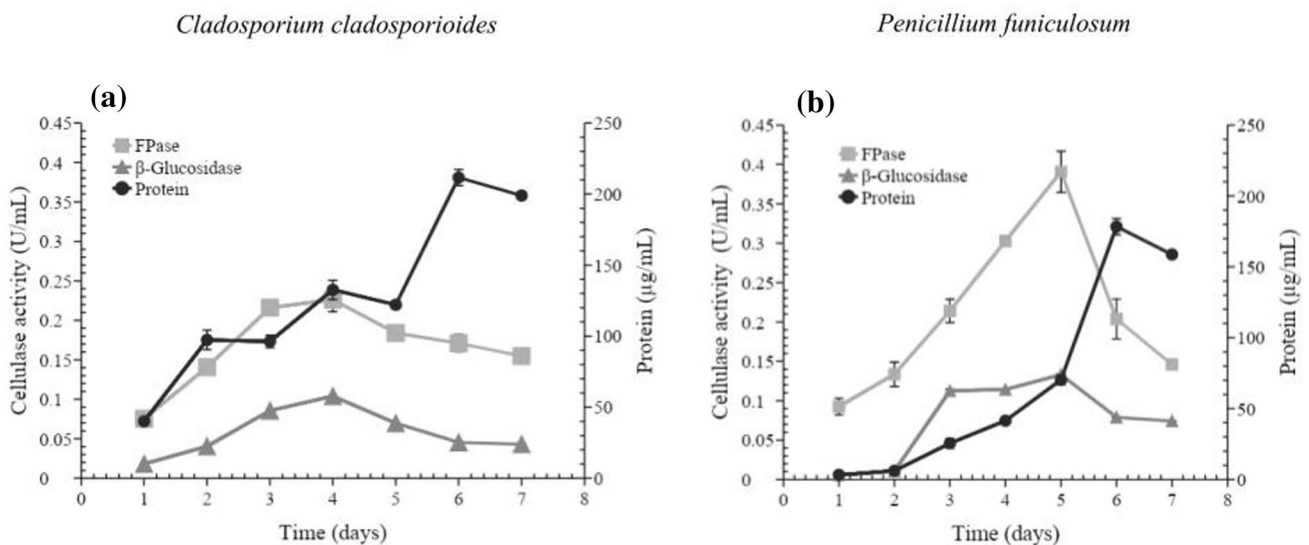 Cladosporium cladosporioides
Penicillium funiculosum
(a)
0.45
0.4
0.35
0.3
0.25
0.2
0.15
0.1
0.05
0
Cellulase activity (U/mL)
FPase
β-Glucosidase
Protein
250
200
150
100
50
0
Protein (µg/mL)
0 1 2 3 4 5 6 7 8
Time (days)
(b)
0.45
0.4
0.35
0.3
0.25
0.2
0.15
0.1
0.05
0
Cellulase activity (U/mL)
FPase
β-Glucosidase
Protein
250
200
150
100
50
0
Protein (µg/mL)
0 1 2 3 4 5 6 7 8
Time (days)